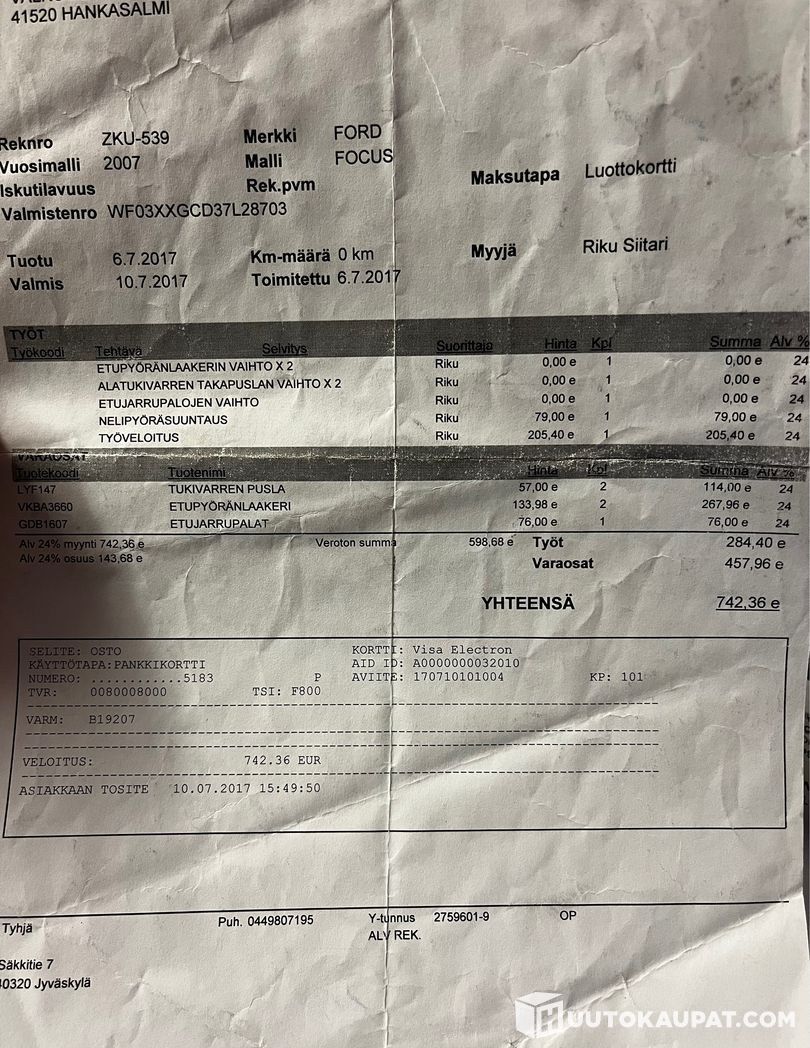 41520 HANKASALMI
Reknro ZKU-539 Merkki FORD
Vuosimalli 2007 Malli FOCUS
Iskutilavuus Rek.pvm Maksutapa Luottokortti
Valmistenro WF03XXGCD37L28703
Tuotu 6.7.2017 Km-määrä 0 km Myyjä Riku Siitari
Valmis 10.7.2017 Toimitettu 6.7.2017
TYÖT
Työkoodi Tehtävä Selvitys Suorittaja Hinta Kpl Summa Alv %
ETUPYÖRÄNLAAKERIN VAIHTO X 2 Riku 0,00 e 1 0,00 e 24
ALATUKIVARREN TAKAPUSLAN VAIHTO X 2 Riku 0,00 e 1 0,00 e 24
ETUJARRUPALOJEN VAIHTO Riku 0,00 e 1 0,00 e 24
NELIPYÖRÄSUUNTAUS Riku 79,00 e 1 79,00 e 24
TYÖVELOITUS Riku 205,40 e 1 205,40 e 24
VARAOSAT
Tuotekoodi Tuotenimi Hinta Kpl Summa Alv %
LYF147 TUKIVARREN PUSLA 57,00 e 2 114,00 e 24
VKBA3660 ETUPYÖRÄNLAAKERI 133,98 e 2 267,96 e 24
GDB1607 ETUJARRUPALAT 76,00 e 1 76,00 e 24
Alv 24% myynti 742,36 e Veroton summa 598,68 e Työt 284,40 e
Alv 24% osuus 143,68 e Varaosat 457,96 e
YHTEENSÄ 742,36 e
SELITE: OSTO KORTTI: Visa Electron
KÄYTTÖTAPA:PANKKIKORTTI AID ID: A0000000032010
NUMERO: ............5183 P AVIITE: 170710101004 KP: 101
TVR: 0080008000 TSI: F800
VARM: B19207
VELOITUS: 742.36 EUR
ASIAKKAAN TOSITE 10.07.2017 15:49:50
Tyhjä Puh. 0449807195 Y-tunnus 2759601-9 OP
ALV REK.
Säkkitie 7
40320 Jyväskylä
HUUTOKAUPAT.COM